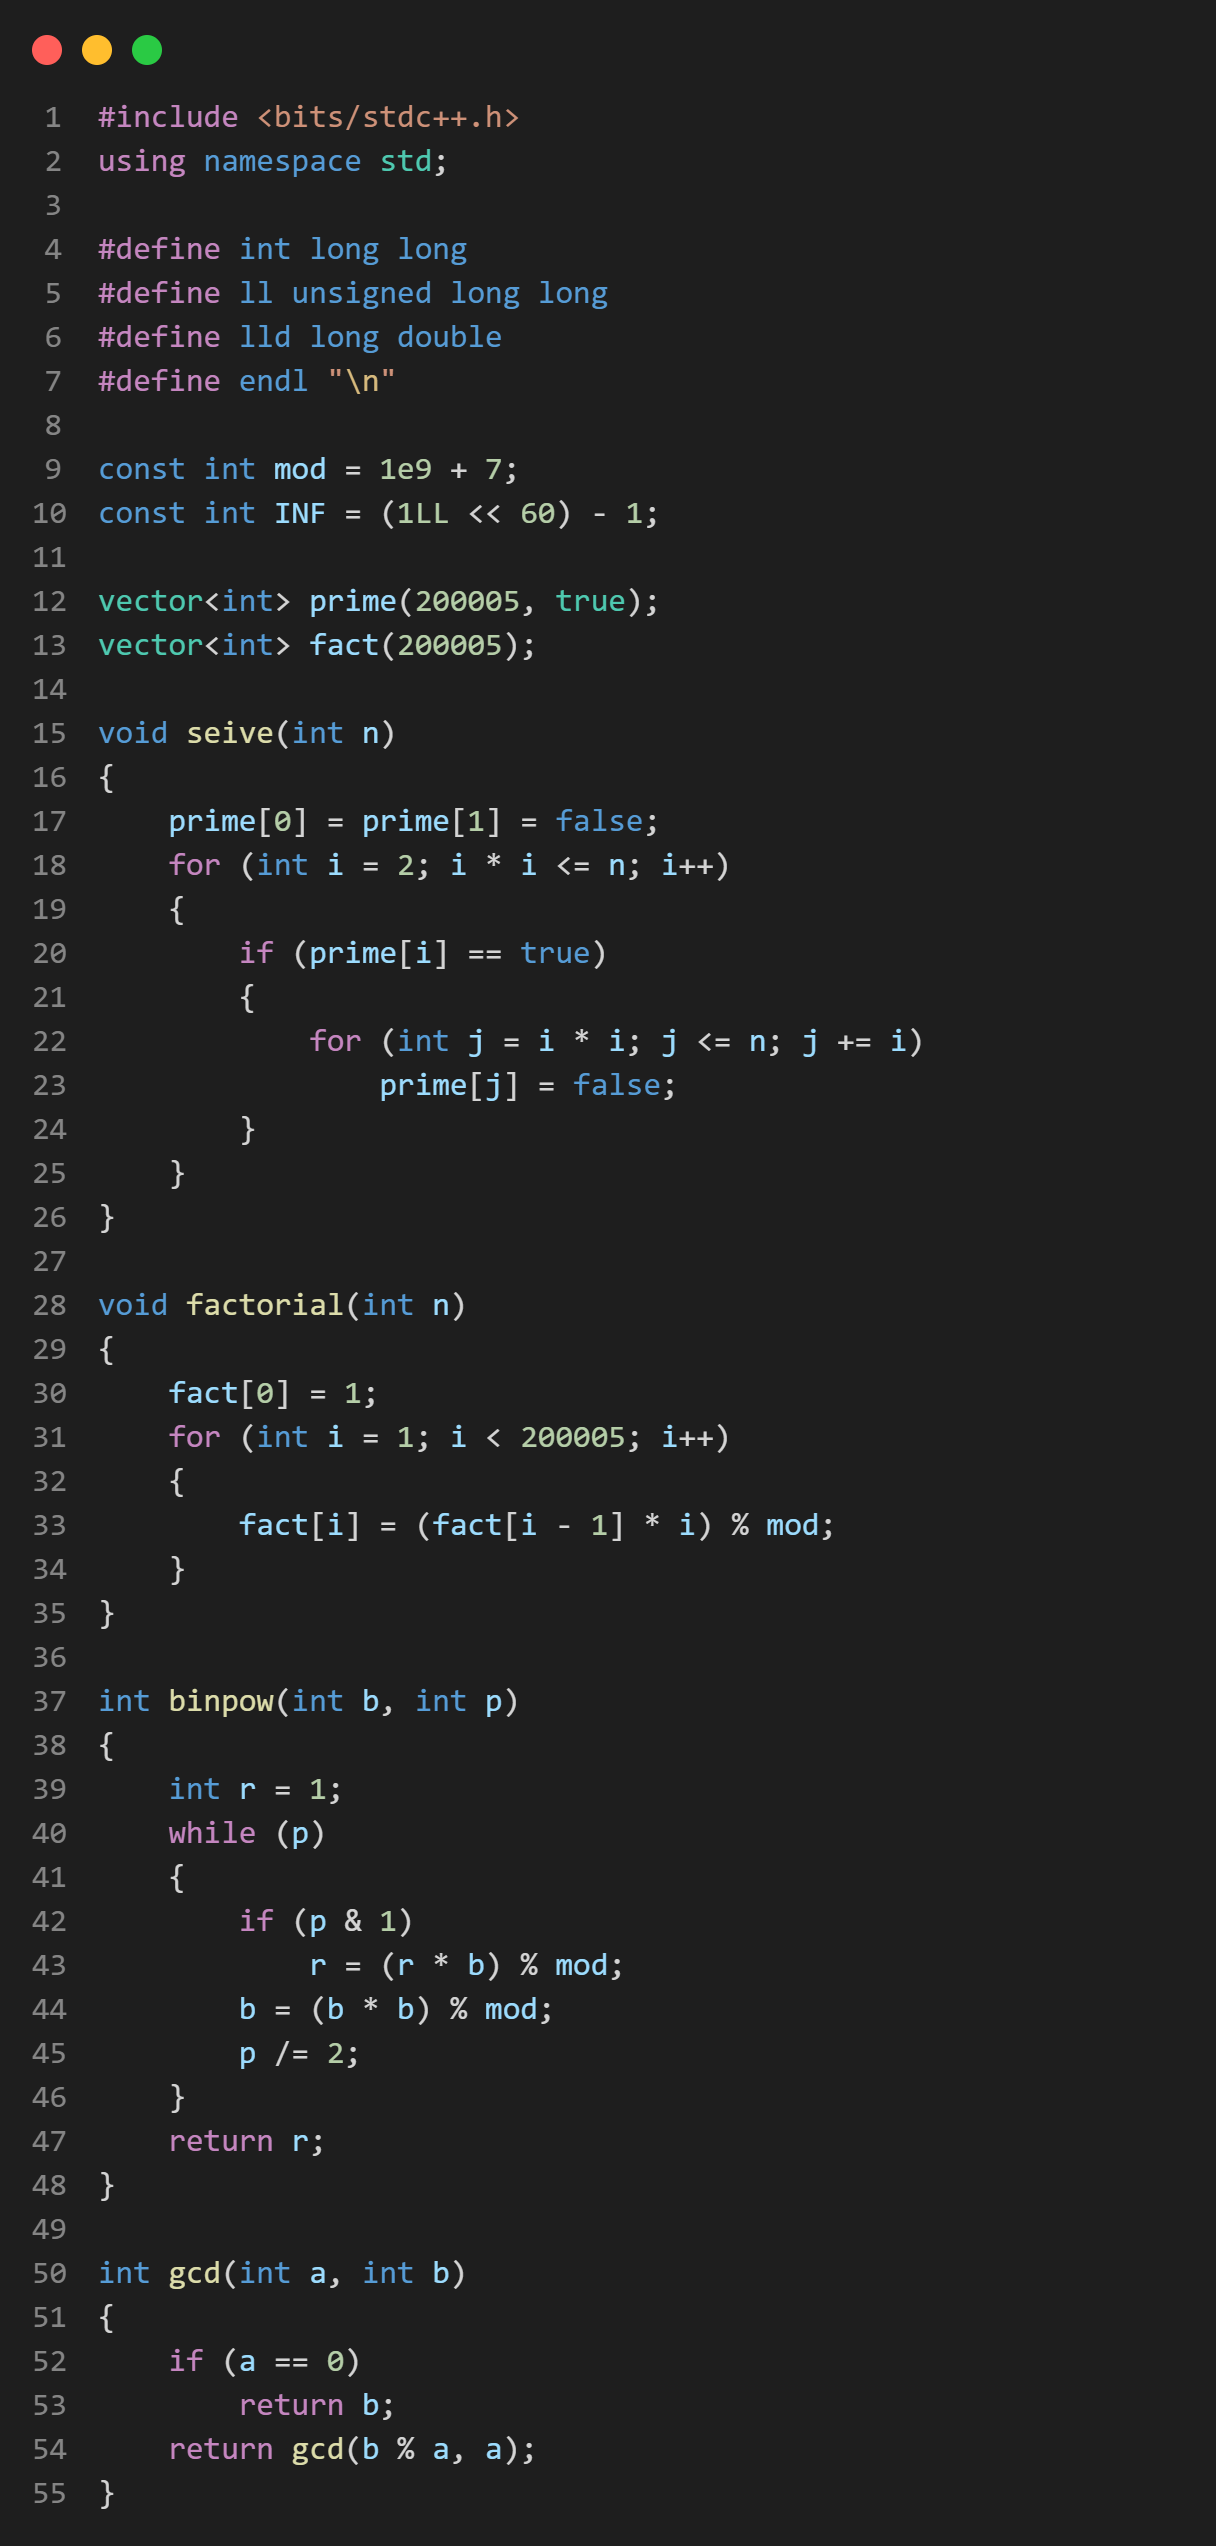 1 #include <bits/stdc++.h>
2 using namespace std;
3
4 #define int long long
5 #define ll unsigned long long
6 #define lld long double
7 #define endl "\n"
8
9 const int mod = 1e9 + 7;
10 const int INF = (1LL << 60) - 1;
11
12 vector<int> prime(200005, true);
13 vector<int> fact(200005);
14
15 void seive(int n)
16 {
17     prime[0] = prime[1] = false;
18     for (int i = 2; i * i <= n; i++)
19     {
20         if (prime[i] == true)
21         {
22             for (int j = i * i; j <= n; j += i)
23                 prime[j] = false;
24         }
25     }
26 }
27
28 void factorial(int n)
29 {
30     fact[0] = 1;
31     for (int i = 1; i < 200005; i++)
32     {
33         fact[i] = (fact[i - 1] * i) % mod;
34     }
35 }
36
37 int binpow(int b, int p)
38 {
39     int r = 1;
40     while (p)
41     {
42         if (p & 1)
43             r = (r * b) % mod;
44         b = (b * b) % mod;
45         p /= 2;
46     }
47     return r;
48 }
49
50 int gcd(int a, int b)
51 {
52     if (a == 0)
53         return b;
54     return gcd(b % a, a);
55 }